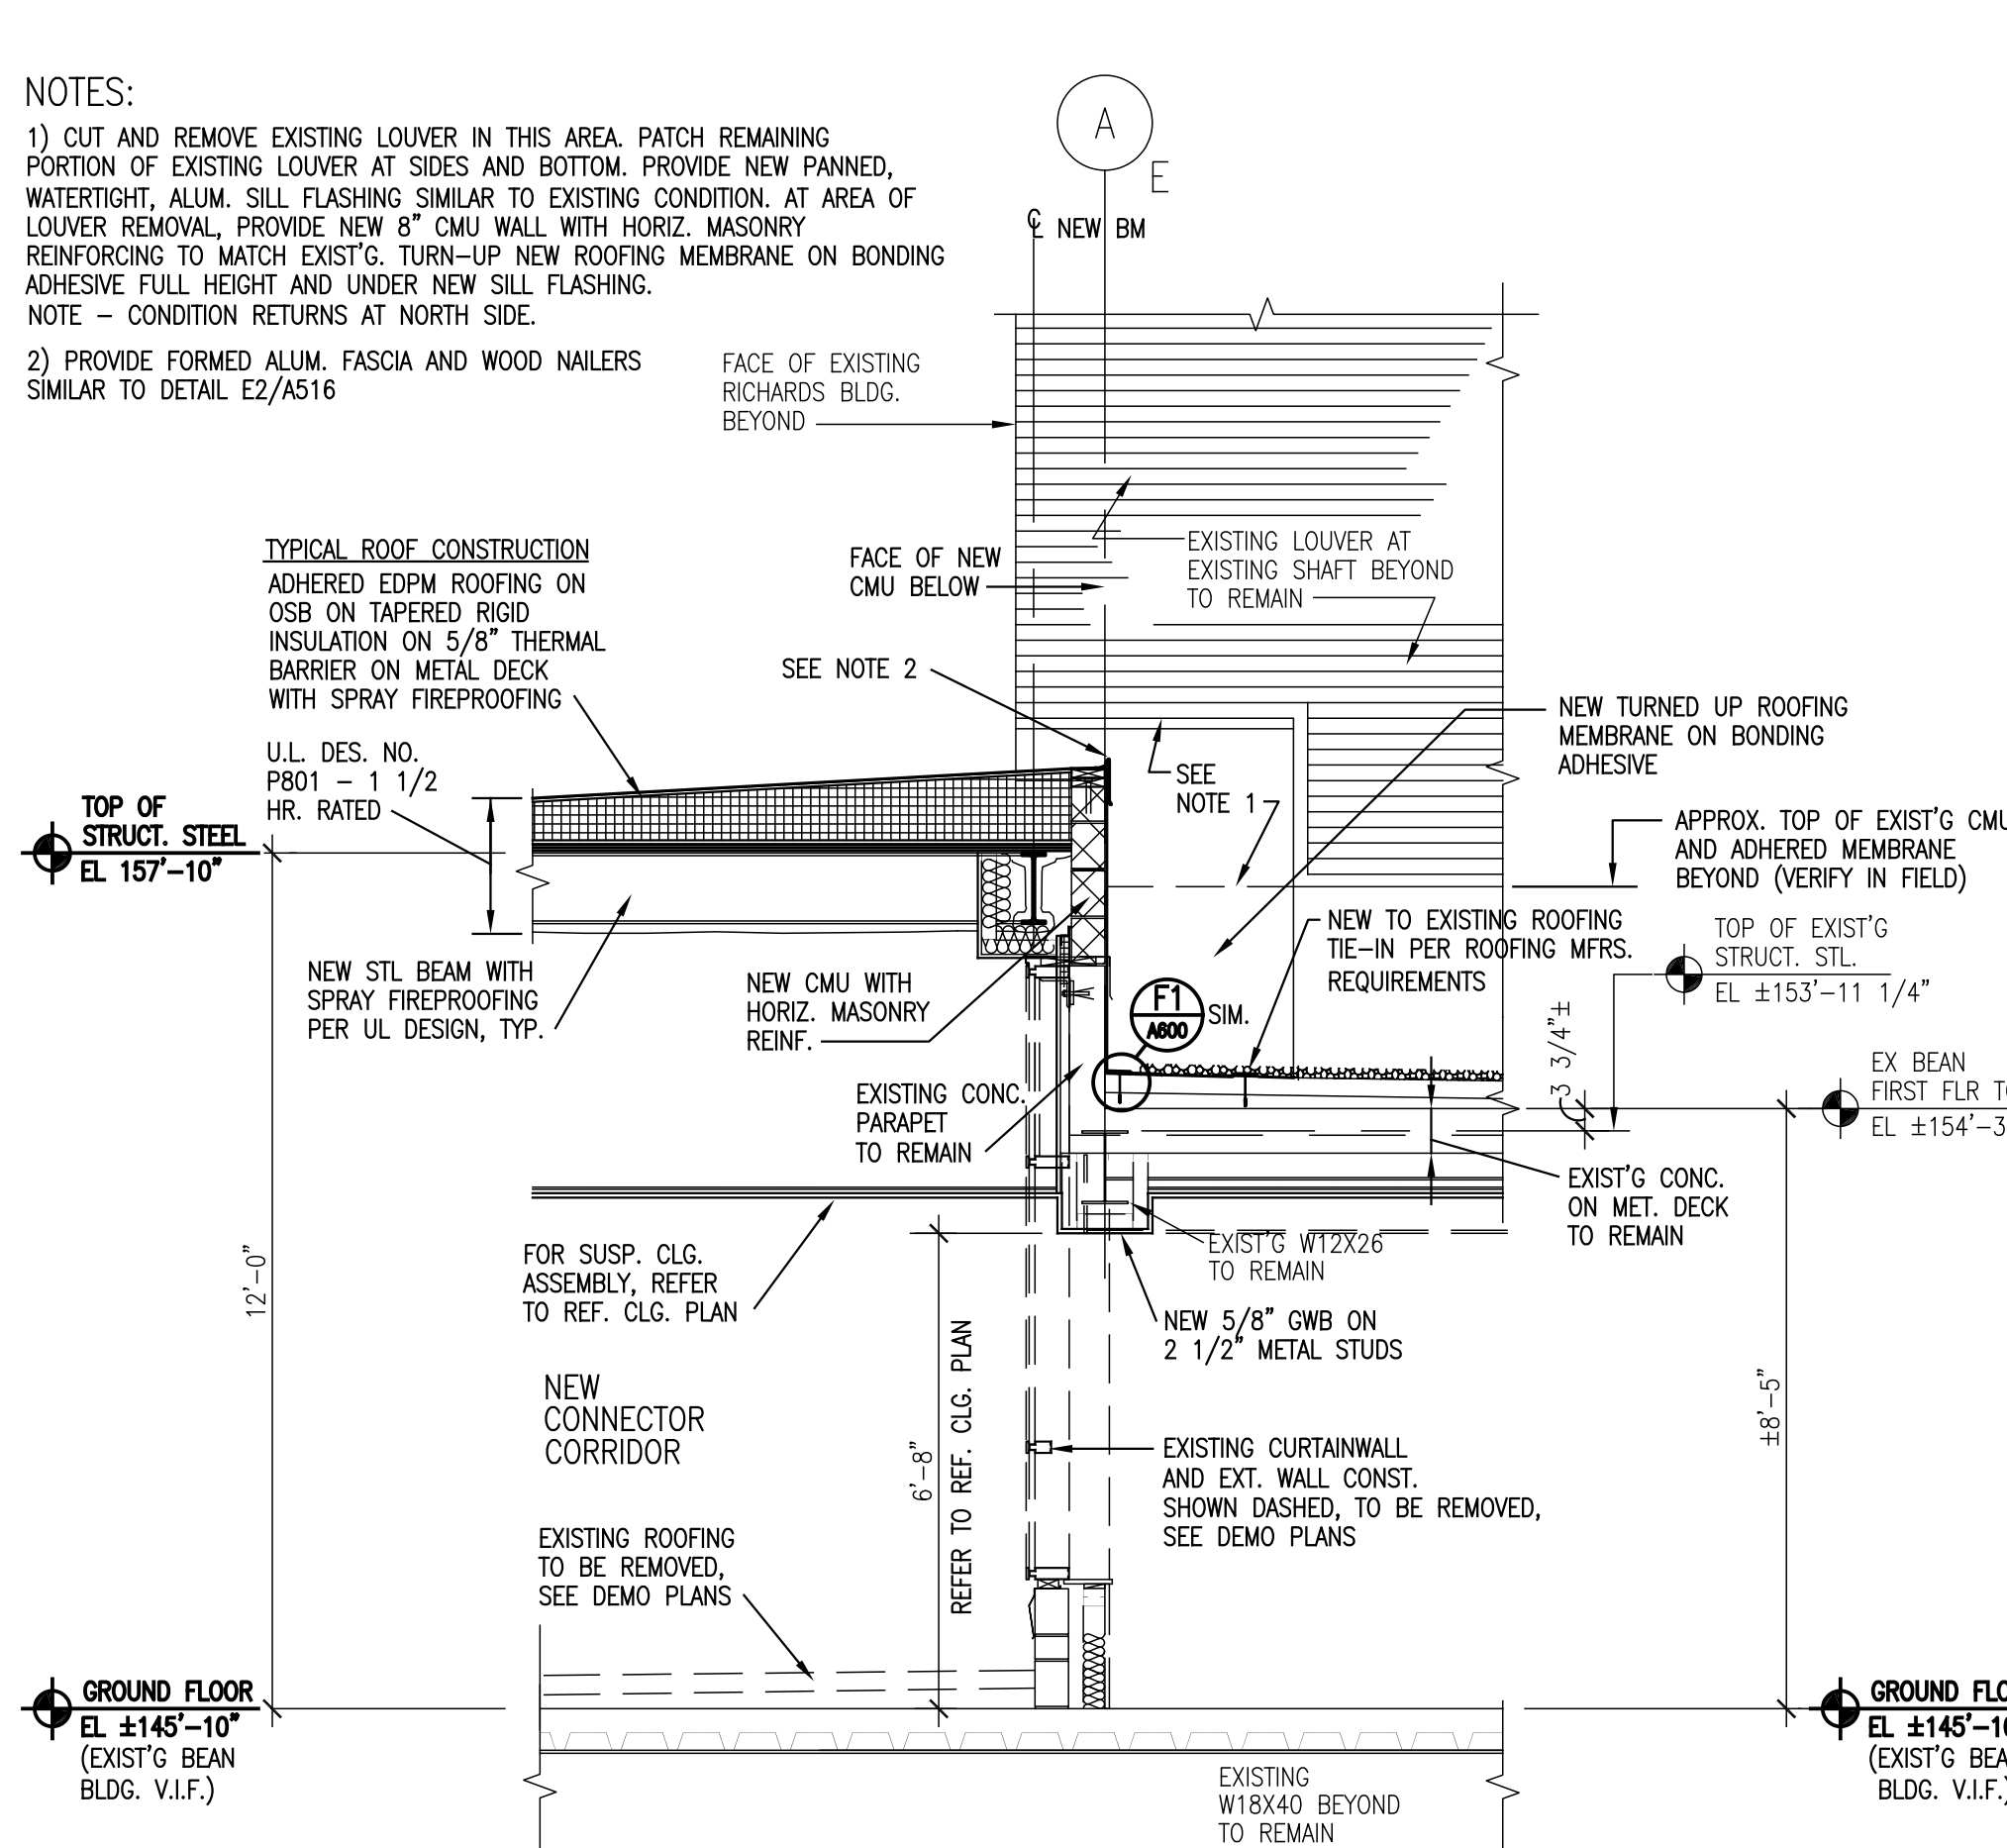 NOTES:
1) CUT AND REMOVE EXISTING LOUVER IN THIS AREA. PATCH REMAINING
PORTION OF EXISTING LOUVER AT SIDES AND BOTTOM. PROVIDE NEW PANNED,
WATERTIGHT, ALUM. SILL FLASHING SIMILAR TO EXISTING CONDITION. AT AREA OF
LOUVER REMOVAL, PROVIDE NEW 8" CMU WALL WITH HORIZ. MASONRY
REINFORCING TO MATCH EXIST'G. TURN-UP NEW ROOFING MEMBRANE ON BONDING
ADHESIVE FULL HEIGHT AND UNDER NEW SILL FLASHING.
NOTE - CONDITION RETURNS AT NORTH SIDE.
2) PROVIDE FORMED ALUM. FASCIA AND WOOD NAILERS
SIMILAR TO DETAIL E2/A516
A
E
℄ NEW BM
FACE OF EXISTING
RICHARDS BLDG.
BEYOND
TYPICAL ROOF CONSTRUCTION
ADHERED EDPM ROOFING ON
OSB ON TAPERED RIGID
INSULATION ON 5/8" THERMAL
BARRIER ON METAL DECK
WITH SPRAY FIREPROOFING
U.L. DES. NO.
P801 - 1 1/2
HR. RATED
FACE OF NEW
CMU BELOW
EXISTING LOUVER AT
EXISTING SHAFT BEYOND
TO REMAIN
SEE NOTE 2
NEW TURNED UP ROOFING
MEMBRANE ON BONDING
ADHESIVE
SEE
NOTE 1
TOP OF
STRUCT. STEEL
EL 157'-10"
APPROX. TOP OF EXIST'G CMU
AND ADHERED MEMBRANE
BEYOND (VERIFY IN FIELD)
NEW TO EXISTING ROOFING
TIE-IN PER ROOFING MFRS.
REQUIREMENTS
TOP OF EXIST'G
STRUCT. STL.
EL ±153'-11 1/4"
NEW STL BEAM WITH
SPRAY FIREPROOFING
PER UL DESIGN, TYP.
NEW CMU WITH
HORIZ. MASONRY
REINF.
F1
A600
SIM.
3 3/4"±
EX BEAN
FIRST FLR TO
EL ±154'-3
EXISTING CONC.
PARAPET
TO REMAIN
EXIST'G CONC.
ON MET. DECK
TO REMAIN
EXIST'G W12X26
TO REMAIN
FOR SUSP. CLG.
ASSEMBLY, REFER
TO REF. CLG. PLAN
12'-0"
NEW 5/8" GWB ON
2 1/2" METAL STUDS
NEW
CONNECTOR
CORRIDOR
6'-8"
REFER TO REF. CLG. PLAN
±8'-5"
EXISTING CURTAINWALL
AND EXT. WALL CONST.
SHOWN DASHED, TO BE REMOVED,
SEE DEMO PLANS
EXISTING ROOFING
TO BE REMOVED,
SEE DEMO PLANS
GROUND FLOOR
EL ±145'-10"
(EXIST'G BEAN
BLDG. V.I.F.)
GROUND FLO
EL ±145'-10
(EXIST'G BEA
BLDG. V.I.F.)
EXISTING
W18X40 BEYOND
TO REMAIN